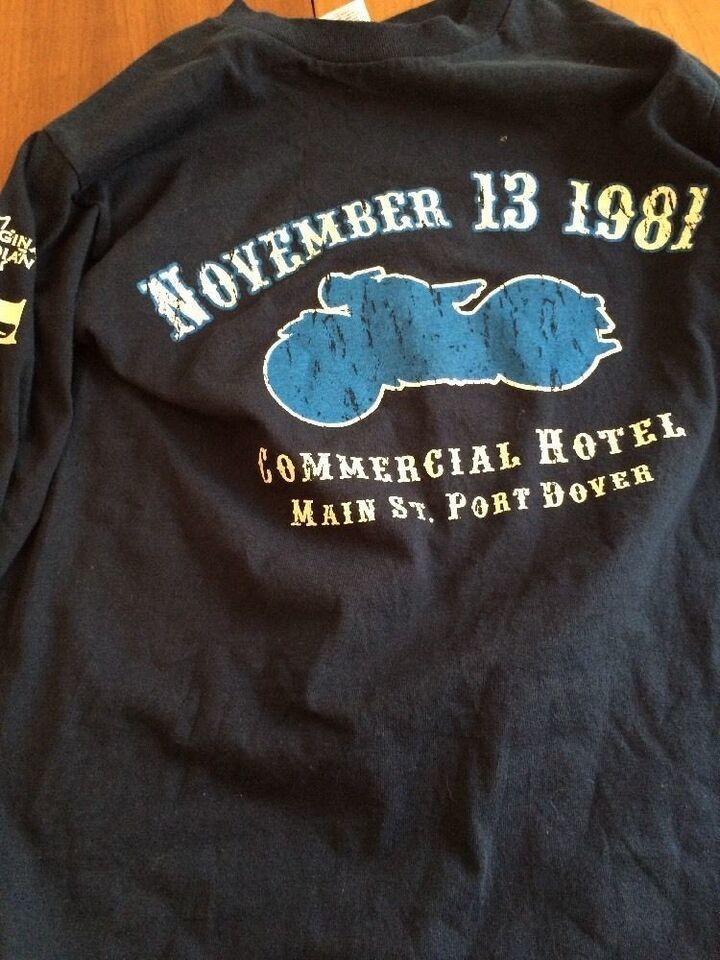 November 13 1981
Commercial Hotel
Main St. Port Dover